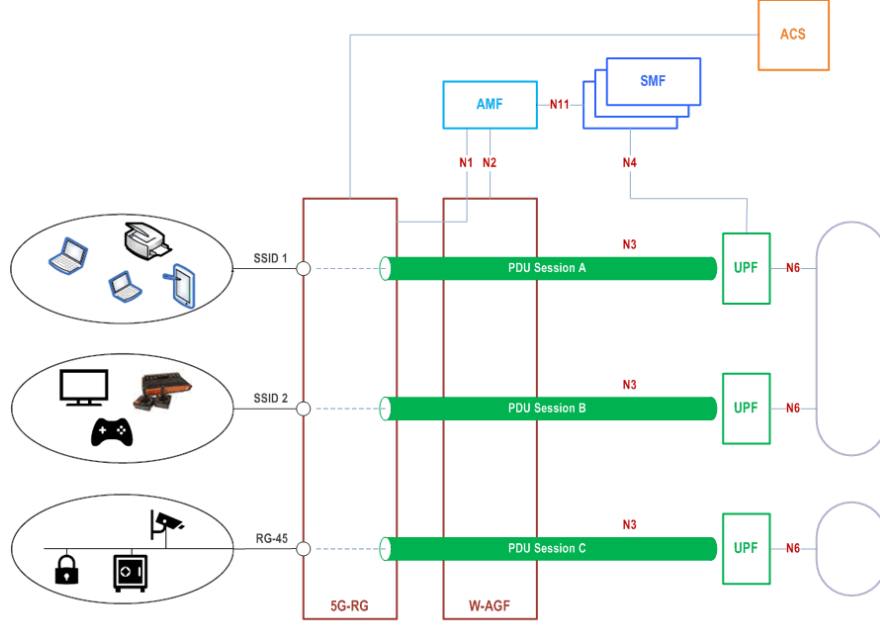 ACS
SMF
AMF
N11
N1
N2
N4
SSID 1
N3
PDU Session A
UPF
N6
SSID 2
N3
PDU Session B
UPF
N6
RG-45
N3
PDU Session C
UPF
N6
5G-RG
W-AGF